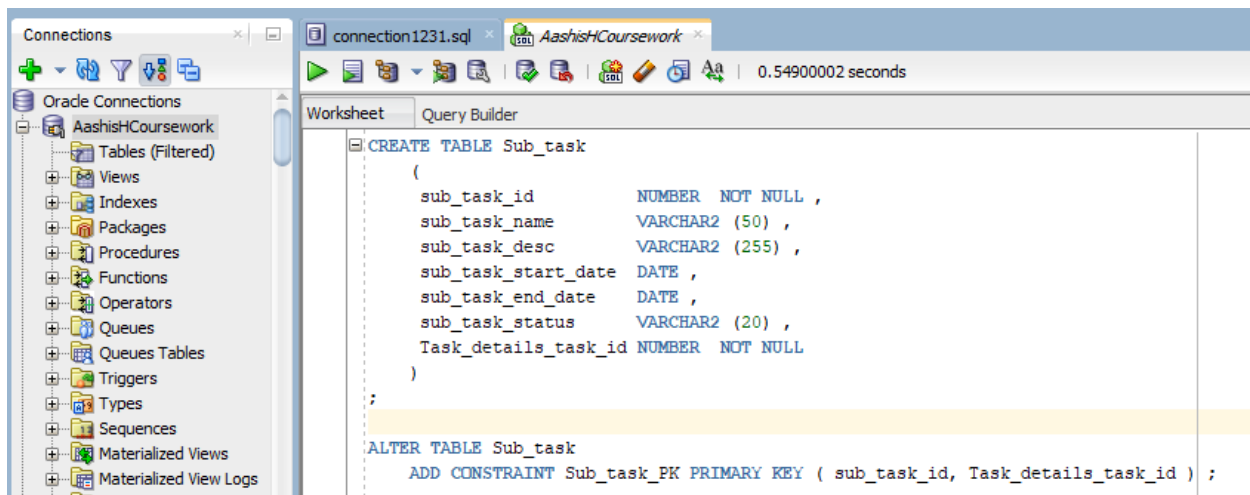 Connections
Oracle Connections
AashisHCoursework
Tables (Filtered)
Views
Indexes
Packages
Procedures
Functions
Operators
Queues
Queues Tables
Triggers
Types
Sequences
Materialized Views
Materialized View Logs
connection1231.sql
AashisHCoursework
0.54900002 seconds
Worksheet Query Builder
CREATE TABLE Sub_task
(
sub_task_id NUMBER NOT NULL ,
sub_task_name VARCHAR2 (50) ,
sub_task_desc VARCHAR2 (255) ,
sub_task_start_date DATE ,
sub_task_end_date DATE ,
sub_task_status VARCHAR2 (20) ,
Task_details_task_id NUMBER NOT NULL
)
;
ALTER TABLE Sub_task
ADD CONSTRAINT Sub_task_PK PRIMARY KEY ( sub_task_id, Task_details_task_id ) ;